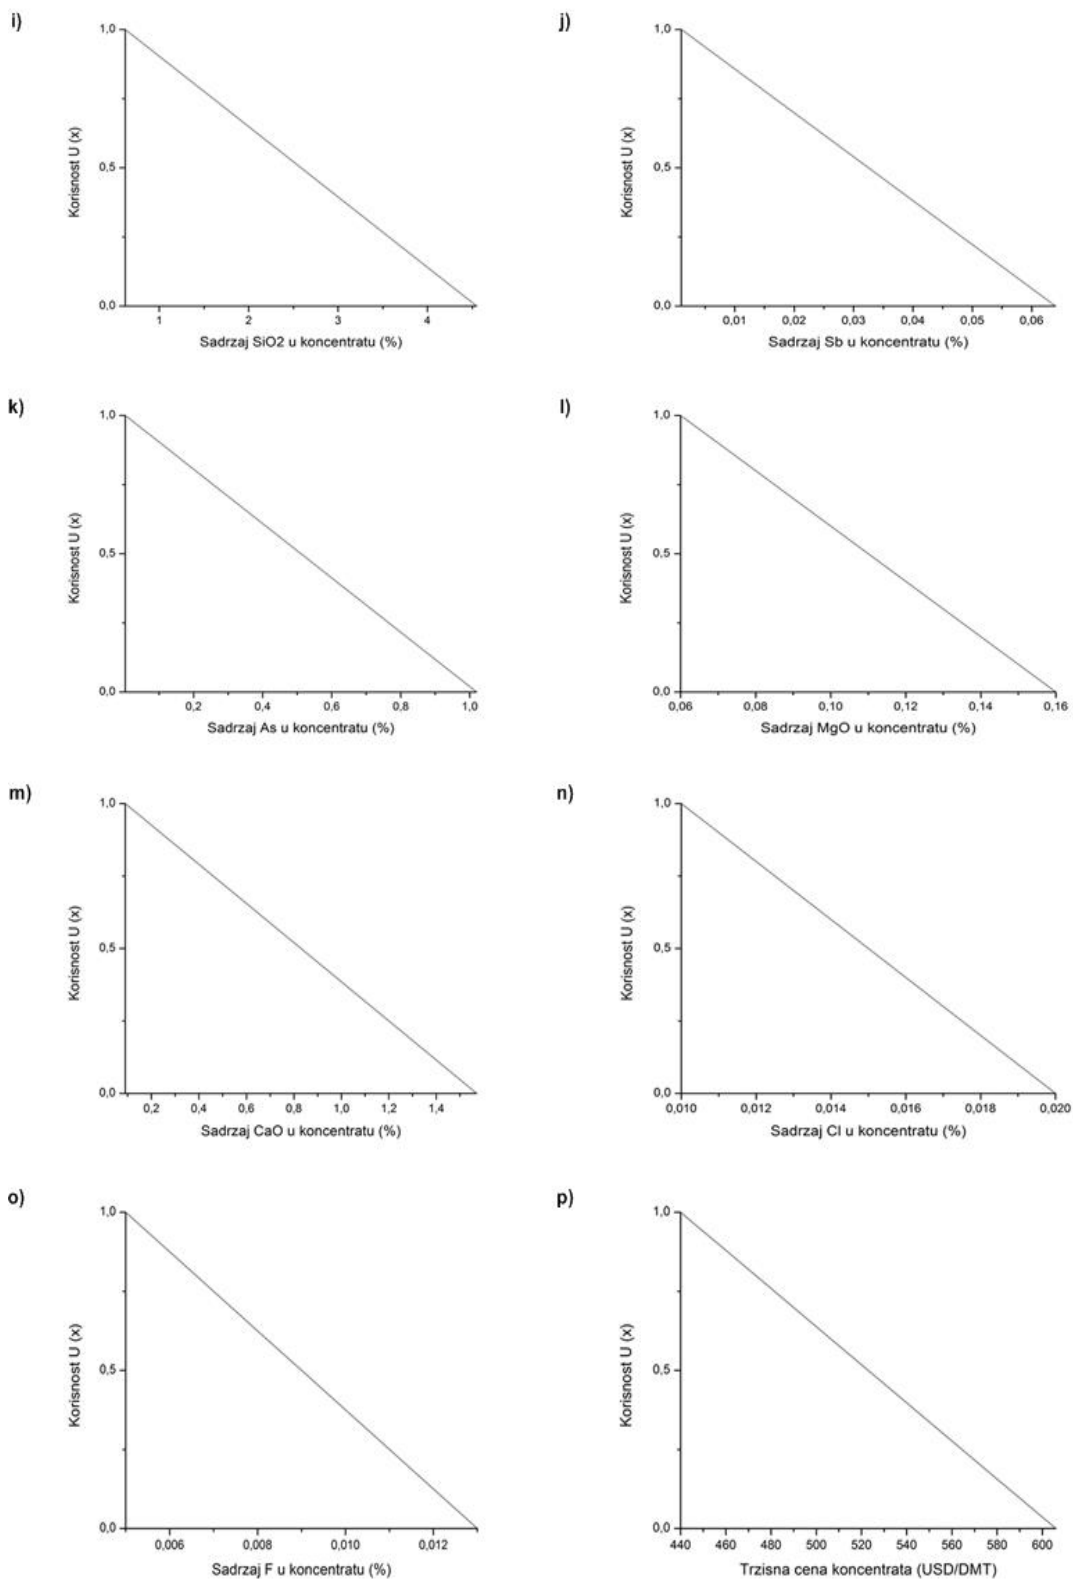 i)
1,0
0,5
0,0
Korisnost U (x)
1 2 3 4
Sadrzaj SiO2 u koncentratu (%)
j)
1,0
0,5
0,0
Korisnost U (x)
0,01 0,02 0,03 0,04 0,05 0,06
Sadrzaj Sb u koncentratu (%)
k)
1,0
0,5
0,0
Korisnost U (x)
0,2 0,4 0,6 0,8 1,0
Sadrzaj As u koncentratu (%)
l)
1,0
0,5
0,0
Korisnost U (x)
0,06 0,08 0,10 0,12 0,14 0,16
Sadrzaj MgO u koncentratu (%)
m)
1,0
0,5
0,0
Korisnost U (x)
0,2 0,4 0,6 0,8 1,0 1,2 1,4
Sadrzaj CaO u koncentratu (%)
n)
1,0
0,5
0,0
Korisnost U (x)
0,010 0,012 0,014 0,016 0,018 0,020
Sadrzaj Cl u koncentratu (%)
o)
1,0
0,5
0,0
Korisnost U (x)
0,006 0,008 0,010 0,012
Sadrzaj F u koncentratu (%)
p)
1,0
0,5
0,0
Korisnost U (x)
440 460 480 500 520 540 560 580 600
Trzisna cena koncentrata (USD/DMT)